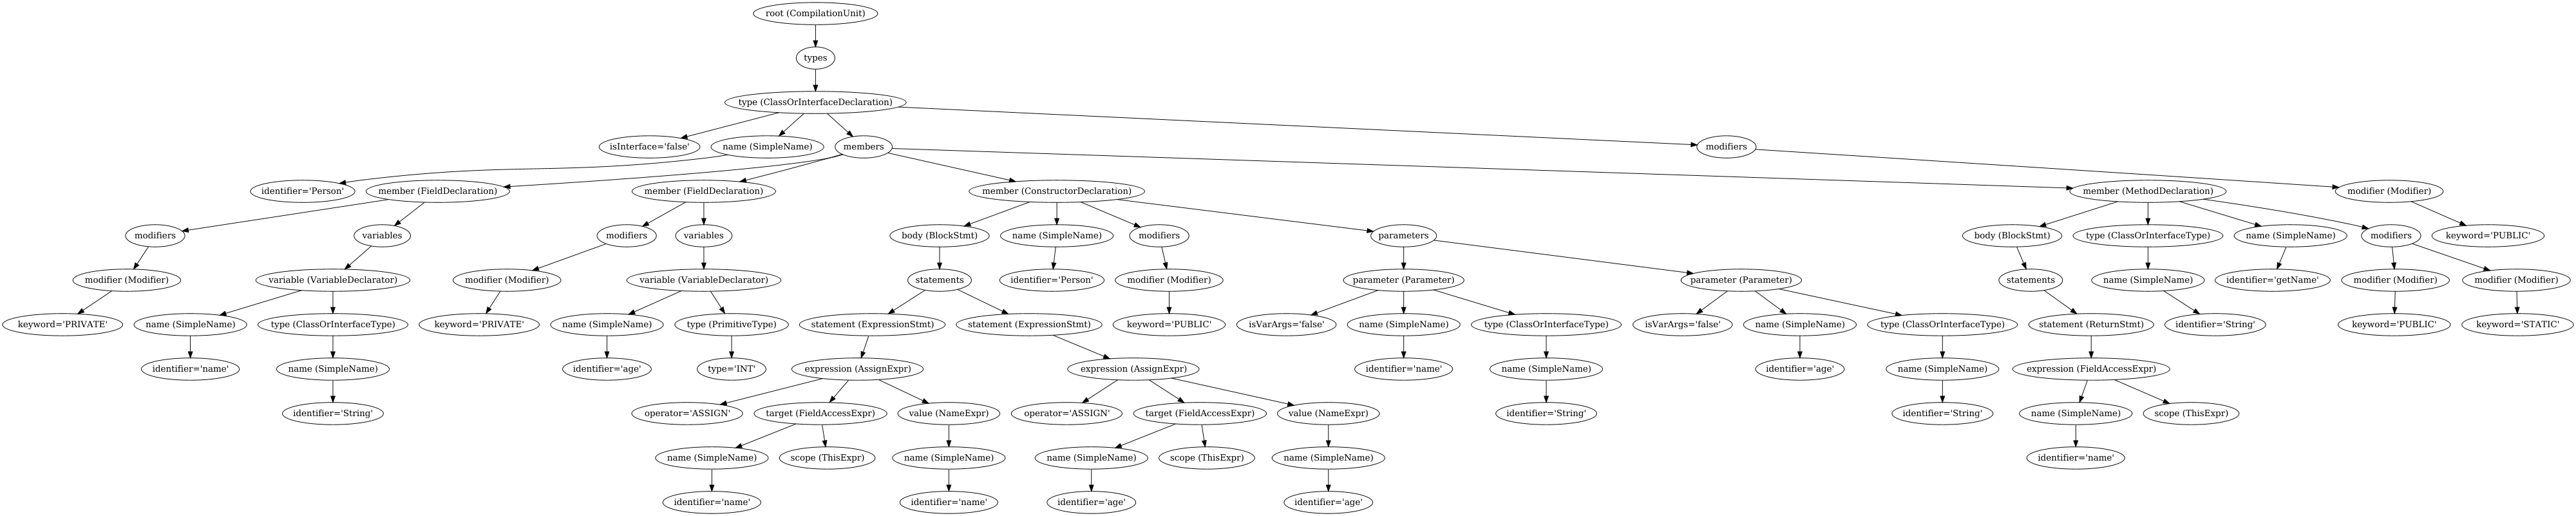 root (CompilationUnit)
types
type (ClassOrInterfaceDeclaration)
isInterface='false'
name (SimpleName)
members
modifiers
identifier='Person'
member (FieldDeclaration)
member (FieldDeclaration)
member (ConstructorDeclaration)
member (MethodDeclaration)
modifier (Modifier)
modifiers
variables
modifiers
variables
body (BlockStmt)
name (SimpleName)
modifiers
parameters
body (BlockStmt)
type (ClassOrInterfaceType)
name (SimpleName)
modifiers
keyword='PUBLIC'
modifier (Modifier)
variable (VariableDeclarator)
modifier (Modifier)
variable (VariableDeclarator)
statements
identifier='Person'
modifier (Modifier)
parameter (Parameter)
parameter (Parameter)
statements
name (SimpleName)
identifier='getName'
modifier (Modifier)
modifier (Modifier)
keyword='PRIVATE'
name (SimpleName)
type (ClassOrInterfaceType)
keyword='PRIVATE'
name (SimpleName)
type (PrimitiveType)
statement (ExpressionStmt)
statement (ExpressionStmt)
keyword='PUBLIC'
isVarArgs='false'
name (SimpleName)
type (ClassOrInterfaceType)
isVarArgs='false'
name (SimpleName)
type (ClassOrInterfaceType)
statement (ReturnStmt)
identifier='String'
keyword='PUBLIC'
keyword='STATIC'
identifier='name'
name (SimpleName)
identifier='age'
type='INT'
expression (AssignExpr)
expression (AssignExpr)
identifier='name'
name (SimpleName)
identifier='age'
name (SimpleName)
expression (FieldAccessExpr)
identifier='String'
operator='ASSIGN'
target (FieldAccessExpr)
value (NameExpr)
operator='ASSIGN'
target (FieldAccessExpr)
value (NameExpr)
identifier='String'
identifier='String'
name (SimpleName)
scope (ThisExpr)
name (SimpleName)
scope (ThisExpr)
name (SimpleName)
name (SimpleName)
scope (ThisExpr)
name (SimpleName)
identifier='name'
identifier='name'
identifier='name'
identifier='age'
identifier='age'